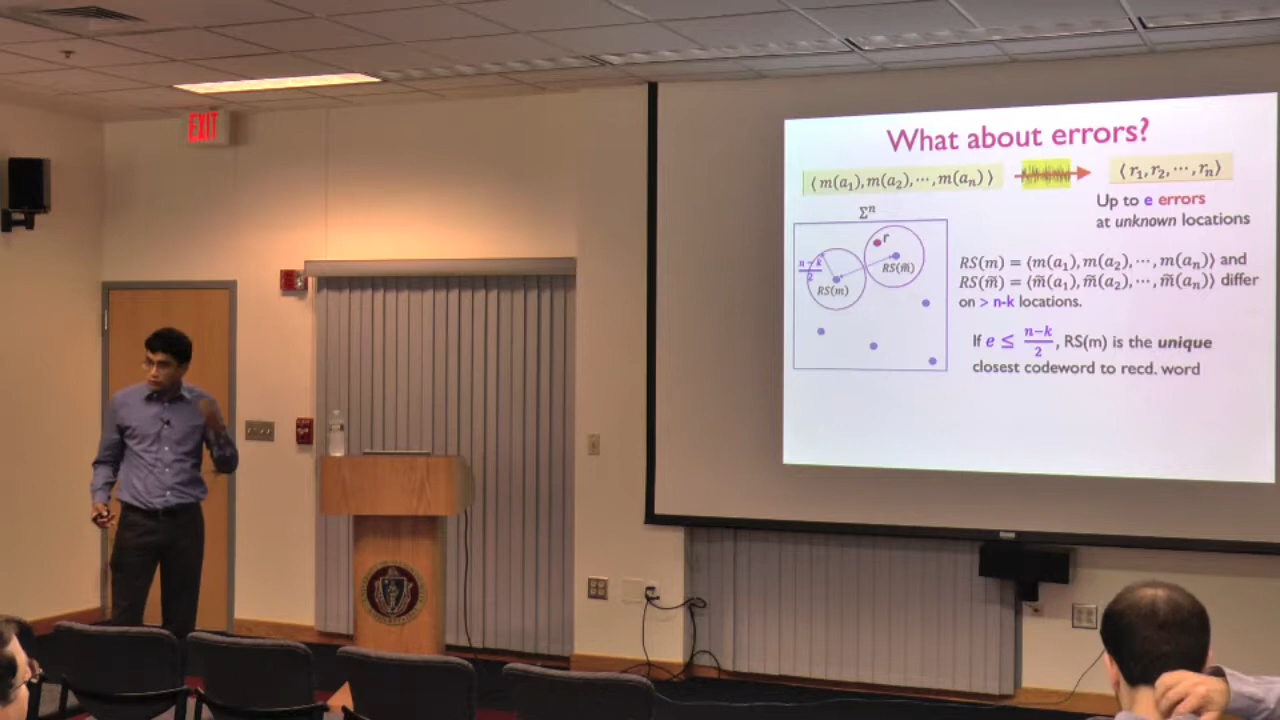 EXIT
What about errors?
⟨ m(a₁), m(a₂), ⋯, m(aₙ) ⟩
⟨ r₁, r₂, ⋯, rₙ ⟩
Up to e errors
at unknown locations
Σⁿ
r
n−k
2
RS(m)
RS(m̃)
RS(m) = ⟨m(a₁), m(a₂), ⋯, m(aₙ)⟩ and
RS(m̃) = ⟨m̃(a₁), m̃(a₂), ⋯, m̃(aₙ)⟩ differ
on > n-k locations.
If e ≤ n−k/2, RS(m) is the unique
closest codeword to recd. word